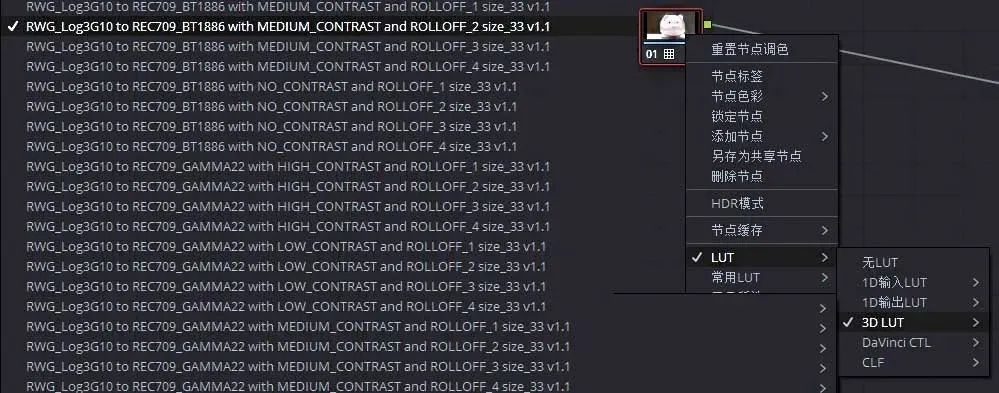 RWG_Log3G10 to REC709_BT1886 with MEDIUM_CONTRAST and ROLLOFF_1 size_33 v1.1
RWG_Log3G10 to REC709_BT1886 with MEDIUM_CONTRAST and ROLLOFF_2 size_33 v1.1
RWG_Log3G10 to REC709_BT1886 with MEDIUM_CONTRAST and ROLLOFF_3 size_33 v1.1
RWG_Log3G10 to REC709_BT1886 with MEDIUM_CONTRAST and ROLLOFF_4 size_33 v1.1
RWG_Log3G10 to REC709_BT1886 with NO_CONTRAST and ROLLOFF_1 size_33 v1.1
RWG_Log3G10 to REC709_BT1886 with NO_CONTRAST and ROLLOFF_2 size_33 v1.1
RWG_Log3G10 to REC709_BT1886 with NO_CONTRAST and ROLLOFF_3 size_33 v1.1
RWG_Log3G10 to REC709_BT1886 with NO_CONTRAST and ROLLOFF_4 size_33 v1.1
RWG_Log3G10 to REC709_GAMMA22 with HIGH_CONTRAST and ROLLOFF_1 size_33 v1.1
RWG_Log3G10 to REC709_GAMMA22 with HIGH_CONTRAST and ROLLOFF_2 size_33 v1.1
RWG_Log3G10 to REC709_GAMMA22 with HIGH_CONTRAST and ROLLOFF_3 size_33 v1.1
RWG_Log3G10 to REC709_GAMMA22 with HIGH_CONTRAST and ROLLOFF_4 size_33 v1.1
RWG_Log3G10 to REC709_GAMMA22 with LOW_CONTRAST and ROLLOFF_1 size_33 v1.1
RWG_Log3G10 to REC709_GAMMA22 with LOW_CONTRAST and ROLLOFF_2 size_33 v1.1
RWG_Log3G10 to REC709_GAMMA22 with LOW_CONTRAST and ROLLOFF_3 size_33 v1.1
RWG_Log3G10 to REC709_GAMMA22 with LOW_CONTRAST and ROLLOFF_4 size_33 v1.1
RWG_Log3G10 to REC709_GAMMA22 with MEDIUM_CONTRAST and ROLLOFF_1 size_33 v1.1
RWG_Log3G10 to REC709_GAMMA22 with MEDIUM_CONTRAST and ROLLOFF_2 size_33 v1.1
RWG_Log3G10 to REC709_GAMMA22 with MEDIUM_CONTRAST and ROLLOFF_3 size_33 v1.1
RWG_Log3G10 to REC709_GAMMA22 with MEDIUM_CONTRAST and ROLLOFF_4 size_33 v1.1
01
重置节点调色
节点标签
节点色彩
锁定节点
添加节点
另存为共享节点
删除节点
HDR模式
节点缓存
LUT
常用LUT
无LUT
1D输入LUT
1D输出LUT
3D LUT
DaVinci CTL
CLF